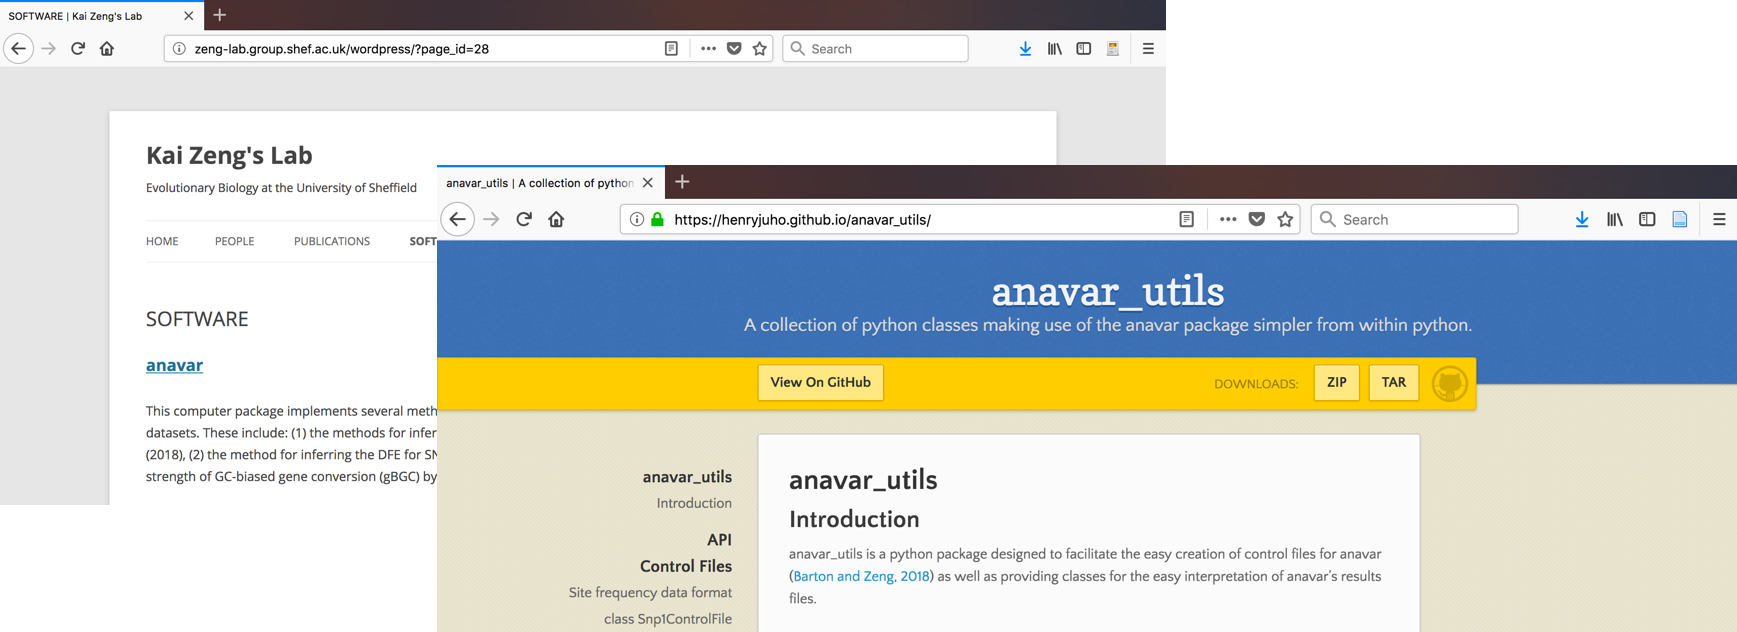 SOFTWARE | Kai Zeng's Lab
zeng-lab.group.shef.ac.uk/wordpress/?page_id=28
Search
Kai Zeng's Lab
Evolutionary Biology at the University of Sheffield
HOME PEOPLE PUBLICATIONS SOFT
SOFTWARE
anavar
This computer package implements several meth
datasets. These include: (1) the methods for infer
(2018), (2) the method for inferring the DFE for SN
strength of GC-biased gene conversion (gBGC) by
anavar_utils | A collection of python
https://henryjuho.github.io/anavar_utils/
Search
anavar_utils
A collection of python classes making use of the anavar package simpler from within python.
View On GitHub
DOWNLOADS: ZIP TAR
anavar_utils
Introduction
API
Control Files
Site frequency data format
class Snp1ControlFile
anavar_utils
Introduction
anavar_utils is a python package designed to facilitate the easy creation of control files for anavar
(Barton and Zeng, 2018) as well as providing classes for the easy interpretation of anavar's results
files.